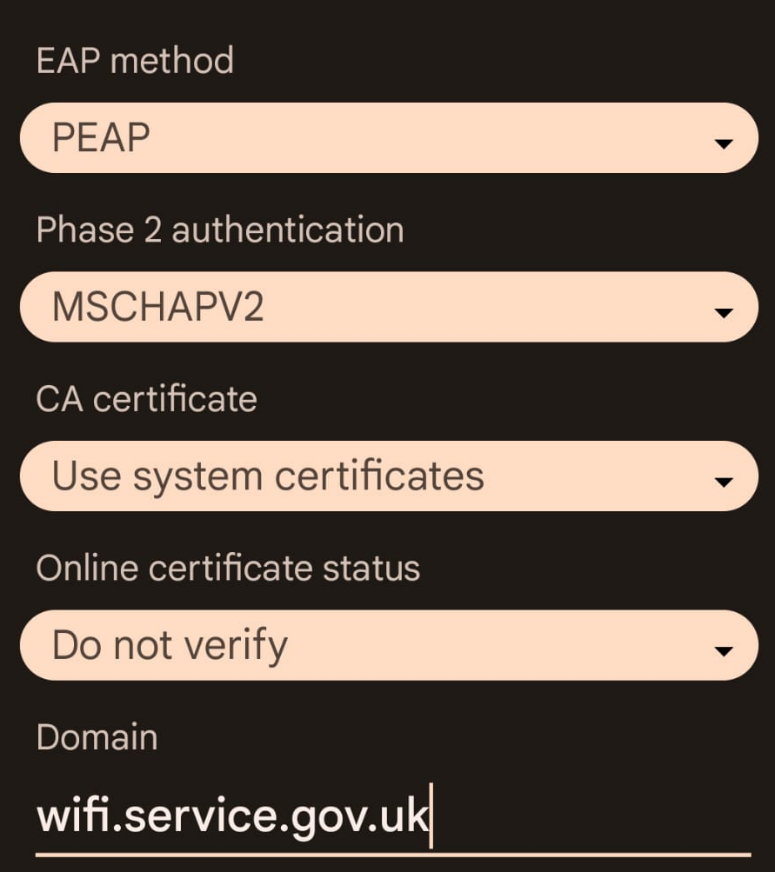 EAP method
PEAP
Phase 2 authentication
MSCHAPV2
CA certificate
Use system certificates
Online certificate status
Do not verify
Domain
wifi.service.gov.uk